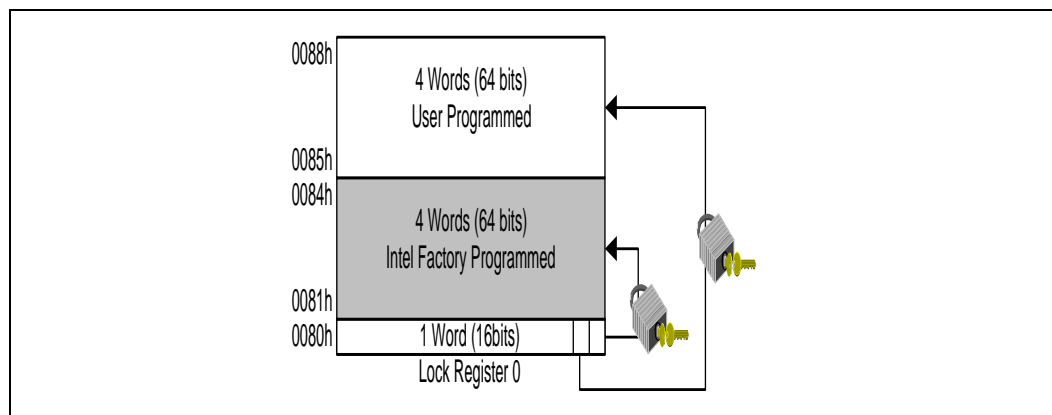 0088h
4 Words (64 bits)
User Programmed
0085h
0084h
4 Words (64 bits)
Intel Factory Programmed
0081h
0080h
1 Word (16bits)
Lock Register 0